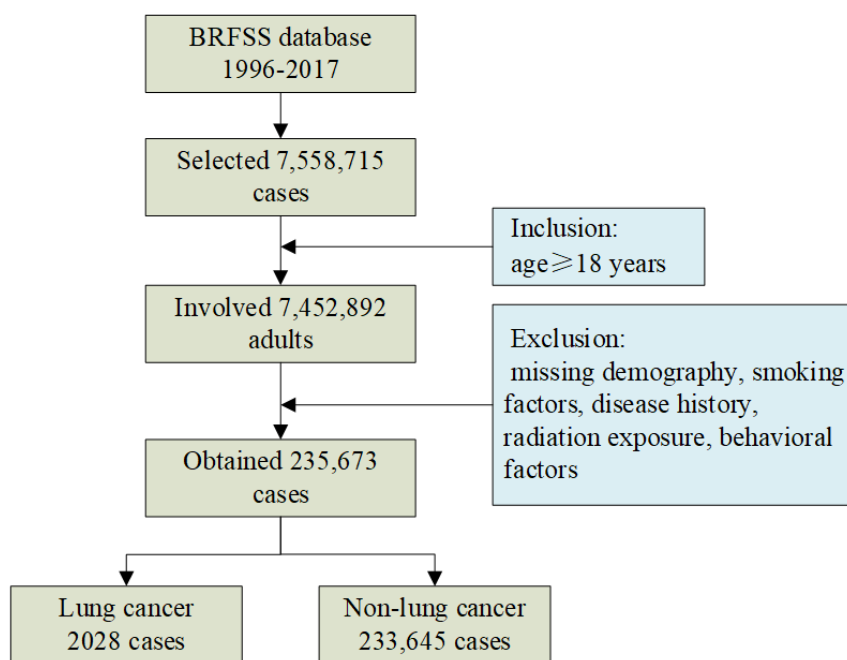 BRFSS database
1996-2017
Selected 7,558,715
cases
Inclusion:
age≥18 years
Involved 7,452,892
adults
Exclusion:
missing demography, smoking
factors, disease history,
radiation exposure, behavioral
factors
Obtained 235,673
cases
Lung cancer
2028 cases
Non-lung cancer
233,645 cases